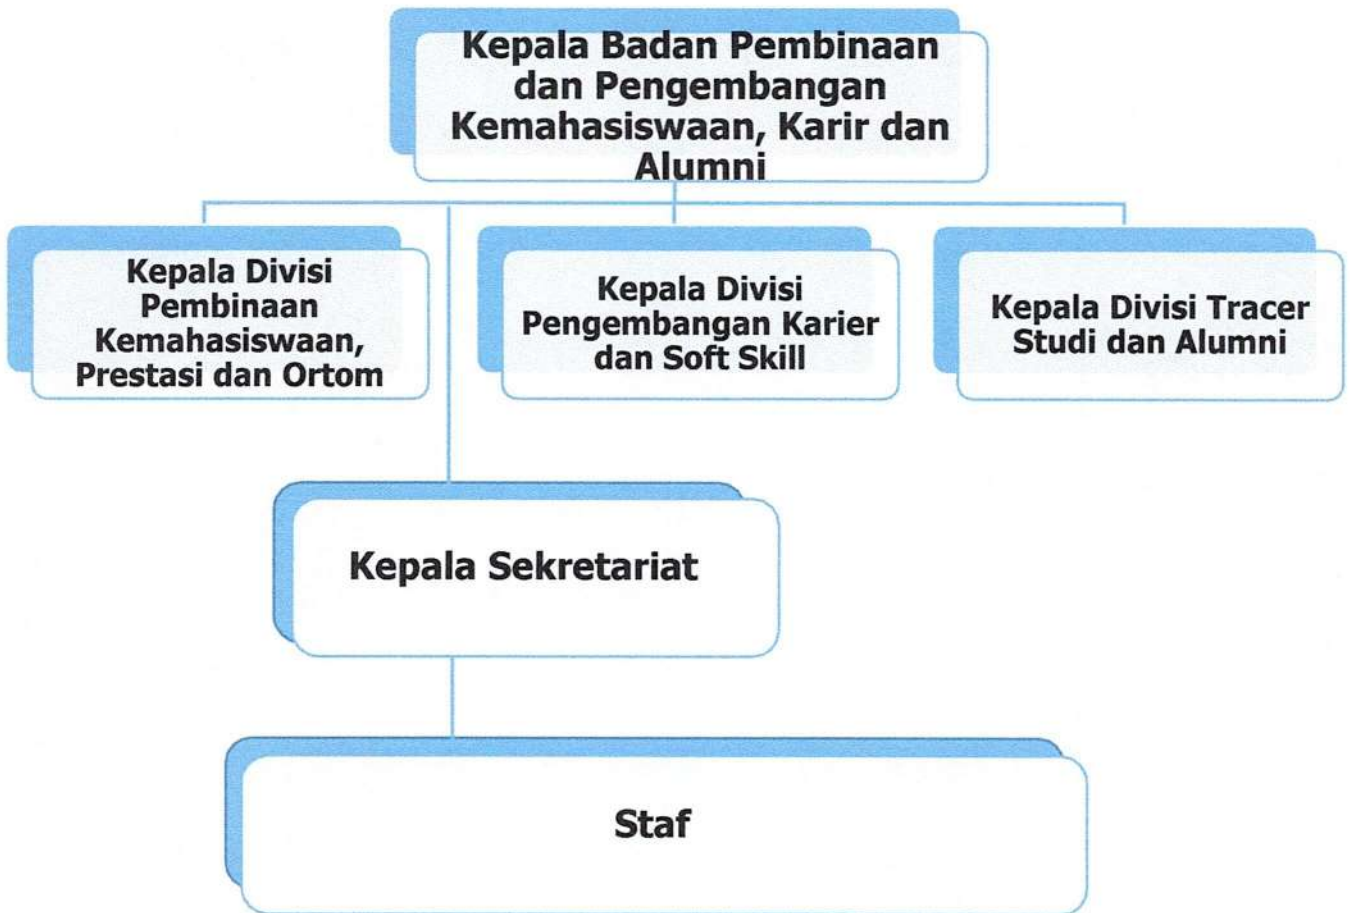 Kepala Badan Pembinaan
dan Pengembangan
Kemahasiswaan, Karir dan
Alumni
Kepala Divisi
Pembinaan
Kemahasiswaan,
Prestasi dan Ortom
Kepala Divisi
Pengembangan Karier
dan Soft Skill
Kepala Divisi Tracer
Studi dan Alumni
Kepala Sekretariat
Staf